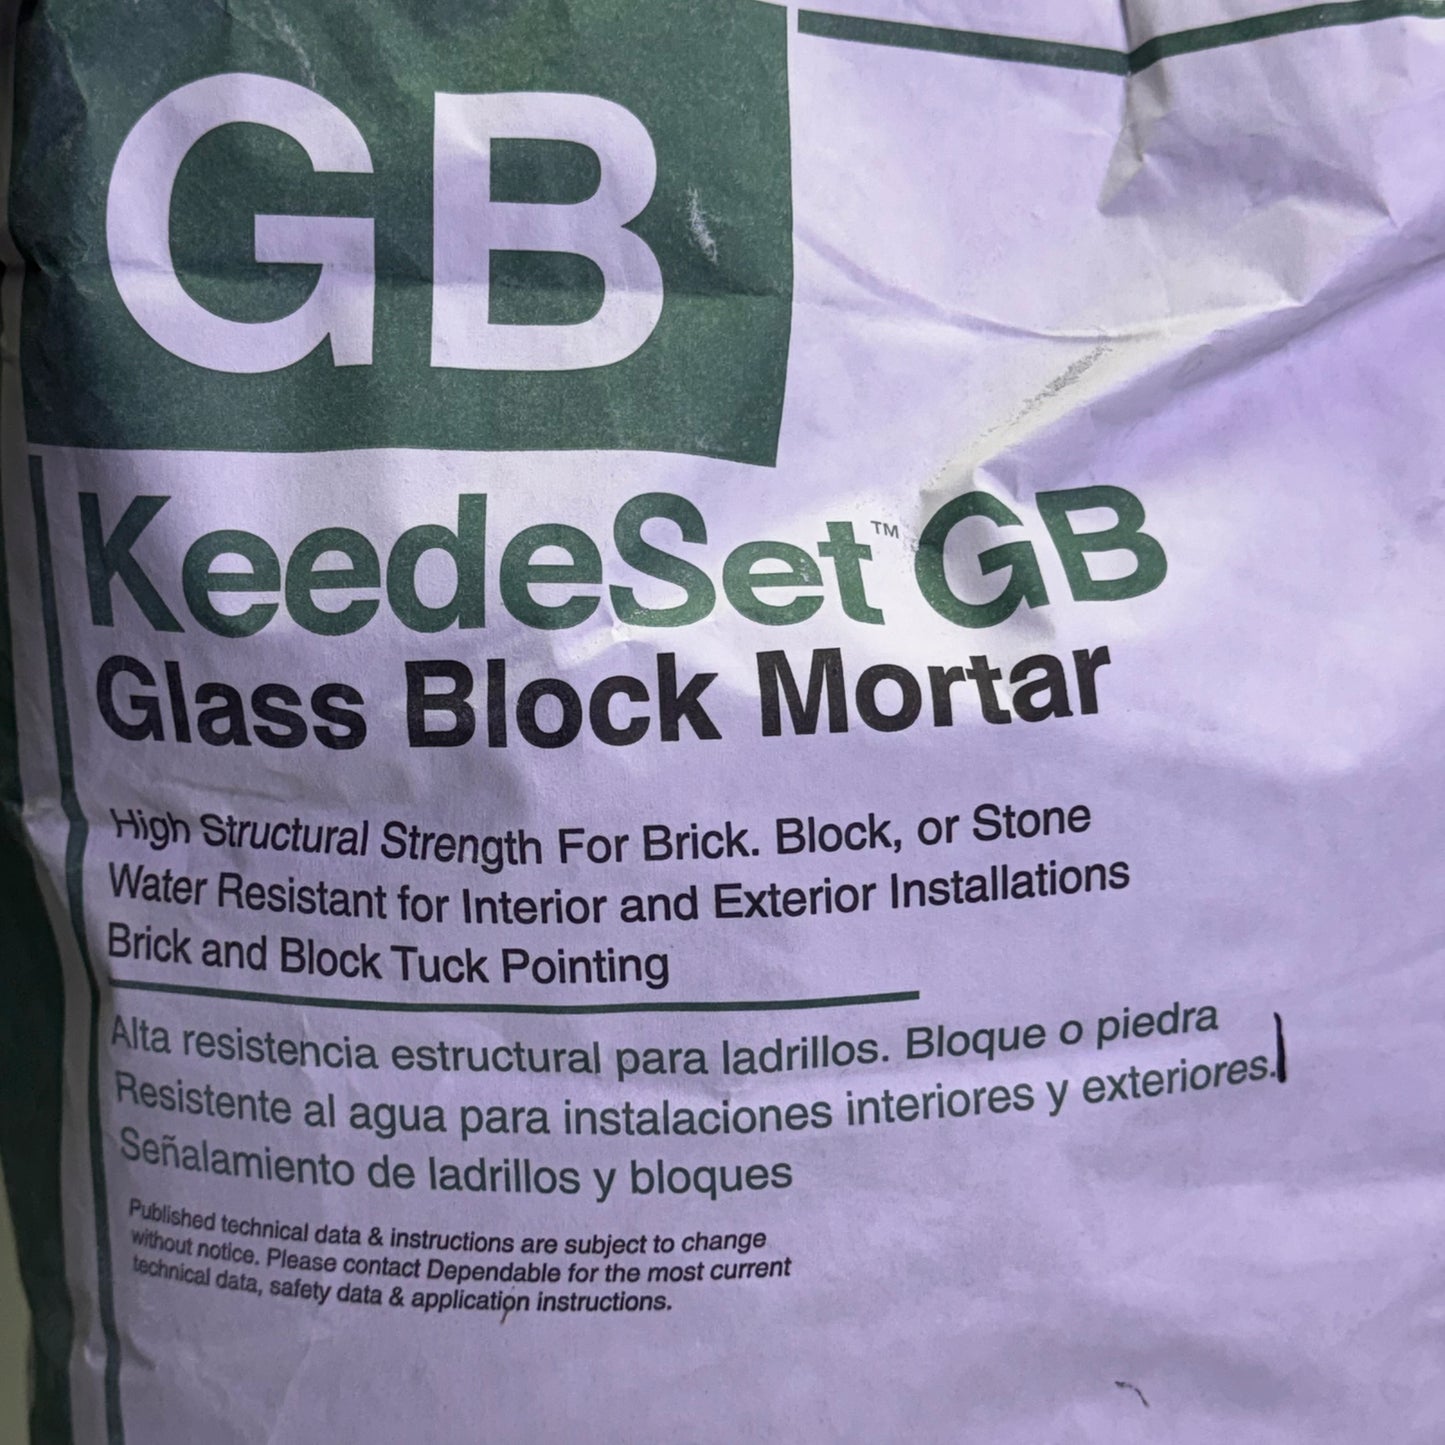 GB
KeedeSet™ GB
Glass Block Mortar
High Structural Strength For Brick. Block, or Stone
Water Resistant for Interior and Exterior Installations
Brick and Block Tuck Pointing
Alta resistencia estructural para ladrillos. Bloque o piedra
Resistente al agua para instalaciones interiores y exteriores.
Señalamiento de ladrillos y bloques
Published technical data & instructions are subject to change
without notice. Please contact Dependable for the most current
technical data, safety data & application instructions.